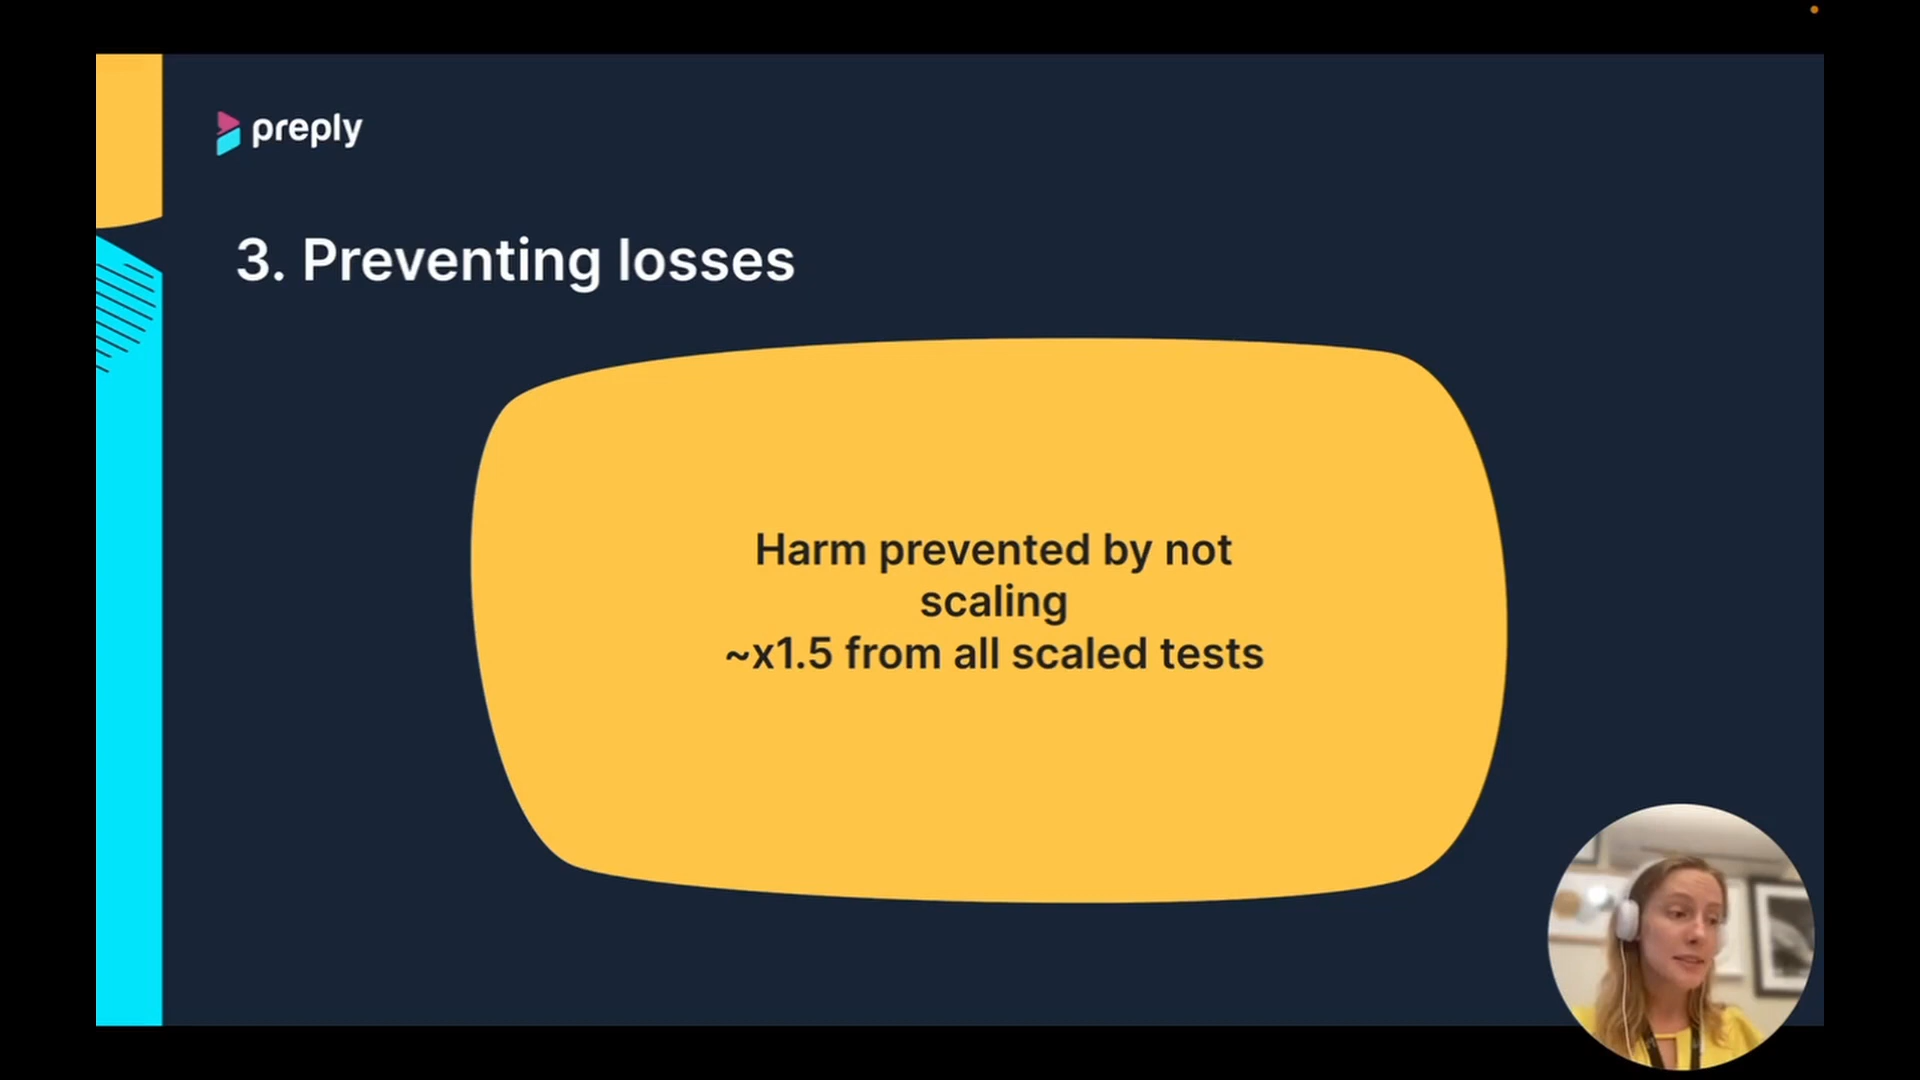 preply
3. Preventing losses
Harm prevented by not
scaling
~x1.5 from all scaled tests